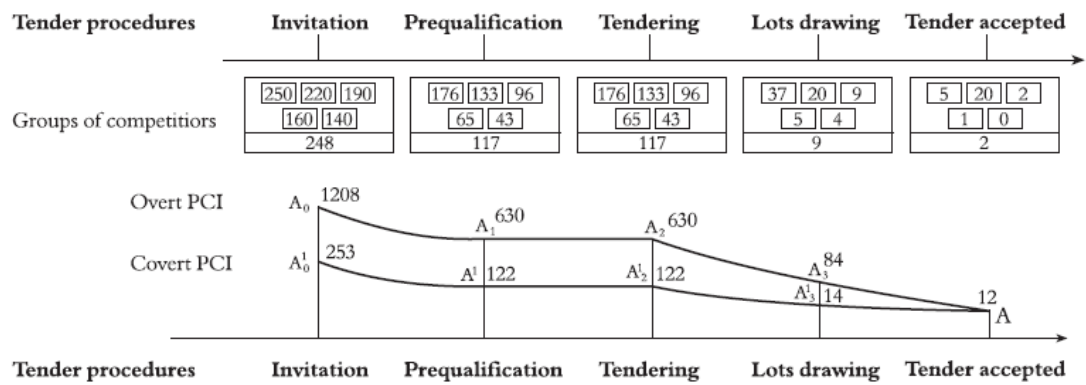 Tender procedures Invitation Prequalification Tendering Lots drawing Tender accepted
250 220 190 176 133 96 176 133 96 37 20 9 5 20 2
Groups of competitiors 160 140 65 43 65 43 5 4 1 0
248 117 117 9 2
Overt PCI A₀ 1208 A₁ 630 A₂ 630
Covert PCI A¹₀ 253 A¹ 122 A¹₂ 122 A₃ 84
A¹₃ 14 12
A
Tender procedures Invitation Prequalification Tendering Lots drawing Tender accepted